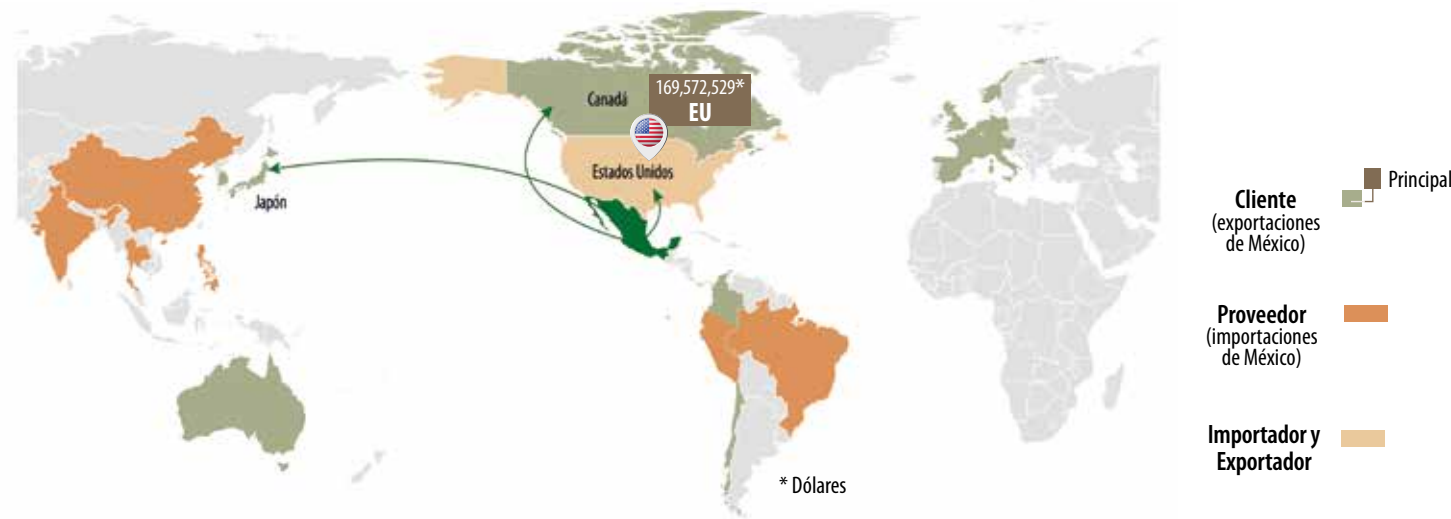 169,572,529*
EU
Canadá
Estados Unidos
Japón
* Dólares
Principal
Cliente
(exportaciones
de México)
Proveedor
(importaciones
de México)
Importador y
Exportador